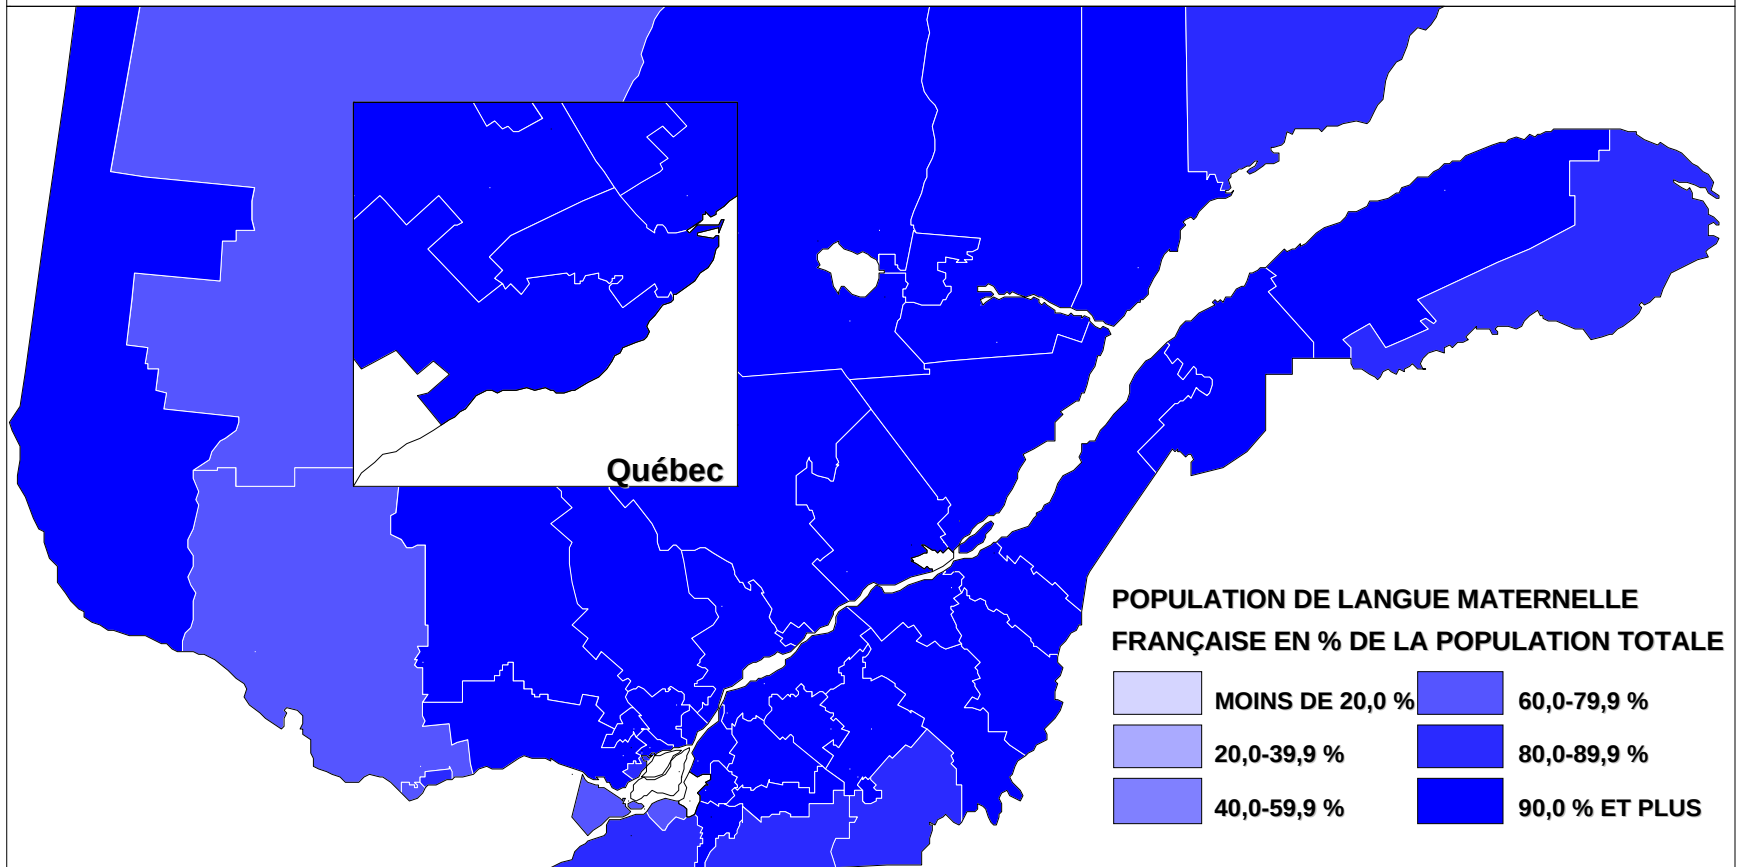 Québec
POPULATION DE LANGUE MATERNELLE
FRANÇAISE EN % DE LA POPULATION TOTALE
MOINS DE 20,0 %
20,0-39,9 %
40,0-59,9 %
60,0-79,9 %
80,0-89,9 %
90,0 % ET PLUS